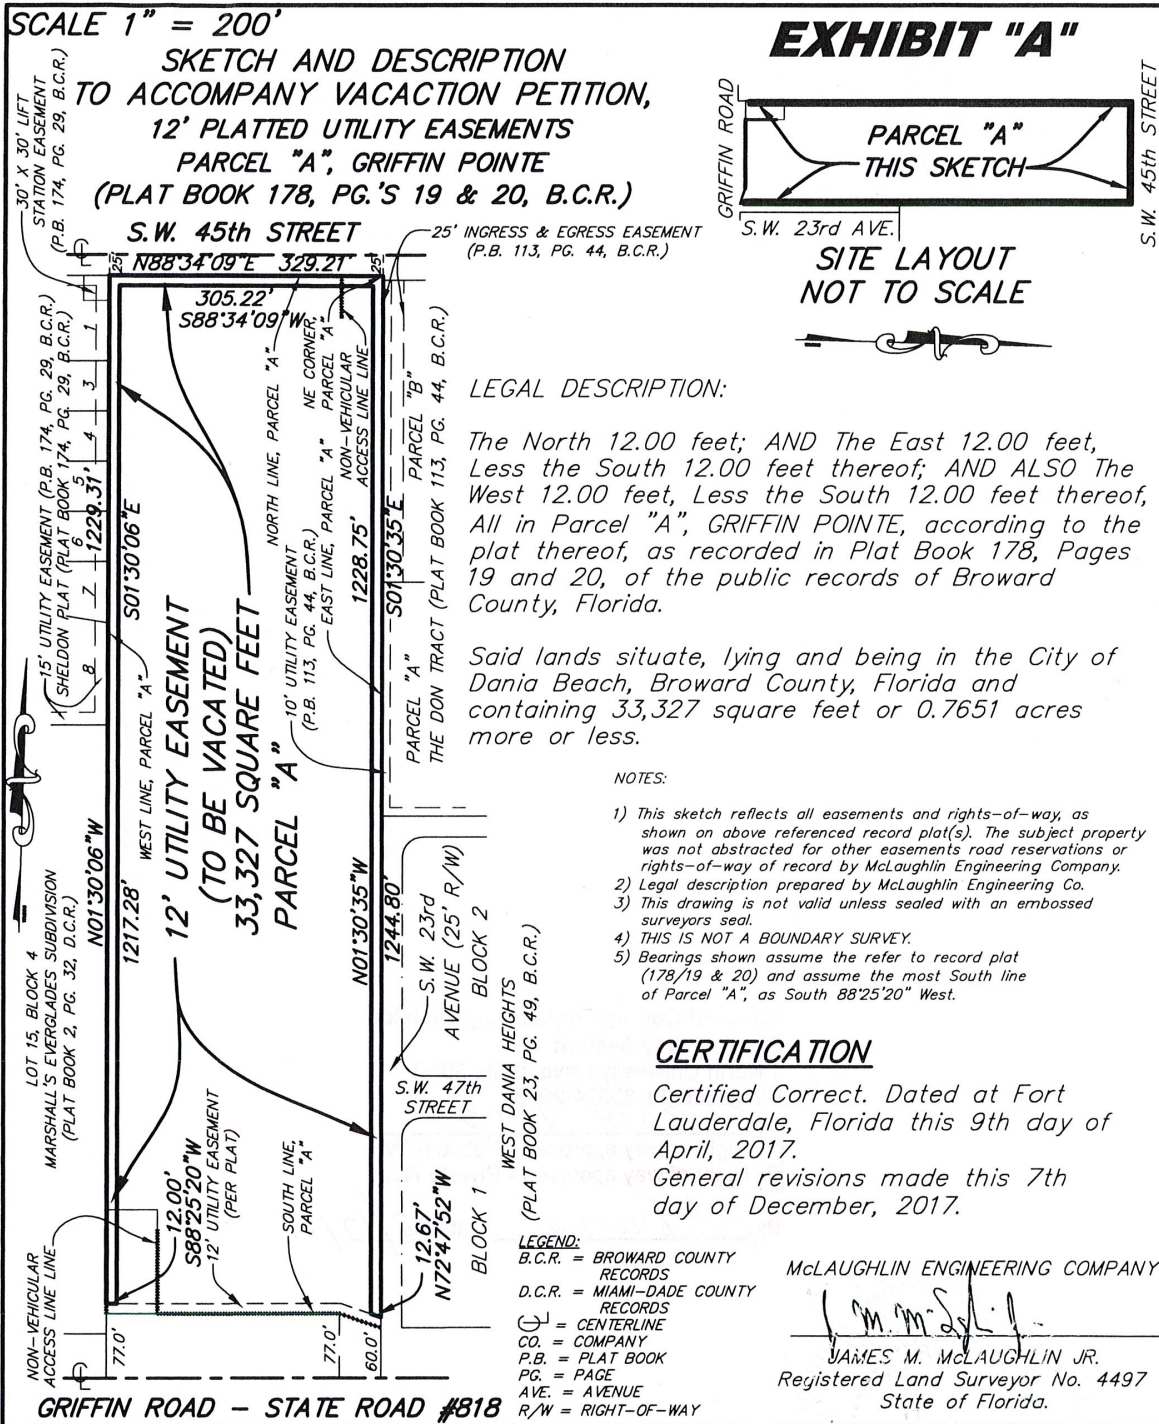 SCALE 1" = 200'
SKETCH AND DESCRIPTION
TO ACCOMPANY VACACTION PETITION,
12' PLATTED UTILITY EASEMENTS
PARCEL "A", GRIFFIN POINTE
(PLAT BOOK 178, PG.'S 19 & 20, B.C.R.)
EXHIBIT "A"
GRIFFIN ROAD
PARCEL "A"
THIS SKETCH
S.W. 45th STREET
S.W. 23rd AVE.
SITE LAYOUT
NOT TO SCALE
30' X 30' LIFT
STATION EASEMENT
(P.B. 174, PG. 29, B.C.R.)
S.W. 45th STREET
25' INGRESS & EGRESS EASEMENT
(P.B. 113, PG. 44, B.C.R.)
25'
N88°34'09"E 329.21'
25'
305.22'
S88°34'09"W
15' UTILITY EASEMENT (P.B. 174, PG. 29, B.C.R.)
SHELDON PLAT (PLAT BOOK 174, PG. 29, B.C.R.)
1
3
4
5
6
7
8
1229.31'
S01°30'06"E
WEST LINE, PARCEL "A"
NORTH LINE, PARCEL "A"
NE CORNER,
PARCEL "A"
NON-VEHICULAR
ACCESS LINE LINE
EAST LINE, PARCEL "A"
10' UTILITY EASEMENT
(P.B. 113, PG. 44, B.C.R.)
1228.75'
S01°30'35"E
PARCEL "B"
PARCEL "A"
THE DON TRACT (PLAT BOOK 113, PG. 44, B.C.R.)
12' UTILITY EASEMENT
(TO BE VACATED)
33,327 SQUARE FEET
PARCEL "A"
N01°30'06"W
1217.28'
LOT 15, BLOCK 4
MARSHALL'S EVERGLADES SUBDIVISION
(PLAT BOOK 2, PG. 32, D.C.R.)
N01°30'35"W
1244.80'
S.W. 23rd
AVENUE (25' R/W)
BLOCK 2
S.W. 47th
STREET
BLOCK 1
WEST DANIA HEIGHTS
(PLAT BOOK 23, PG. 49, B.C.R.)
12.00'
S88°25'20"W
12' UTILITY EASEMENT
(PER PLAT)
SOUTH LINE,
PARCEL "A"
12.67'
N72°47'52"W
NON-VEHICULAR
ACCESS LINE LINE
77.0'
77.0'
60.0'
GRIFFIN ROAD - STATE ROAD #818
LEGAL DESCRIPTION:
The North 12.00 feet; AND The East 12.00 feet,
Less the South 12.00 feet thereof; AND ALSO The
West 12.00 feet, Less the South 12.00 feet thereof,
All in Parcel "A", GRIFFIN POINTE, according to the
plat thereof, as recorded in Plat Book 178, Pages
19 and 20, of the public records of Broward
County, Florida.
Said lands situate, lying and being in the City of
Dania Beach, Broward County, Florida and
containing 33,327 square feet or 0.7651 acres
more or less.
NOTES:
1) This sketch reflects all easements and rights-of-way, as
shown on above referenced record plat(s). The subject property
was not abstracted for other easements road reservations or
rights-of-way of record by McLaughlin Engineering Company.
2) Legal description prepared by McLaughlin Engineering Co.
3) This drawing is not valid unless sealed with an embossed
surveyors seal.
4) THIS IS NOT A BOUNDARY SURVEY.
5) Bearings shown assume the refer to record plat
(178/19 & 20) and assume the most South line
of Parcel "A", as South 88°25'20" West.
CERTIFICATION
Certified Correct. Dated at Fort
Lauderdale, Florida this 9th day of
April, 2017.
General revisions made this 7th
day of December, 2017.
LEGEND:
B.C.R. = BROWARD COUNTY
RECORDS
D.C.R. = MIAMI-DADE COUNTY
RECORDS
= CENTERLINE
CO. = COMPANY
P.B. = PLAT BOOK
PG. = PAGE
AVE. = AVENUE
R/W = RIGHT-OF-WAY
McLAUGHLIN ENGINEERING COMPANY
JAMES M. McLAUGHLIN JR.
Registered Land Surveyor No. 4497
State of Florida.